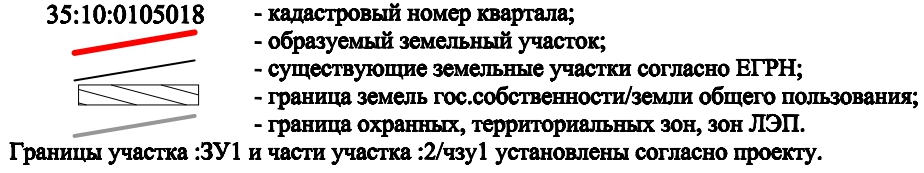 35:10:0105018 - кадастровый номер квартала;
- образуемый земельный участок;
- существующие земельные участки согласно ЕГРН;
- граница земель гос.собственности/земли общего пользования;
- граница охранных, территориальных зон, зон ЛЭП.
Границы участка :ЗУ1 и части участка :2/чзу1 установлены согласно проекту.